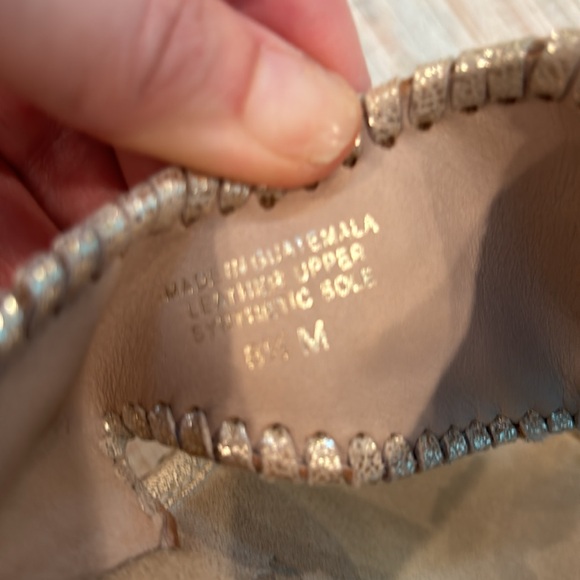 MADE IN GUATEMALA
LEATHER UPPER
SYNTHETIC SOLE
M